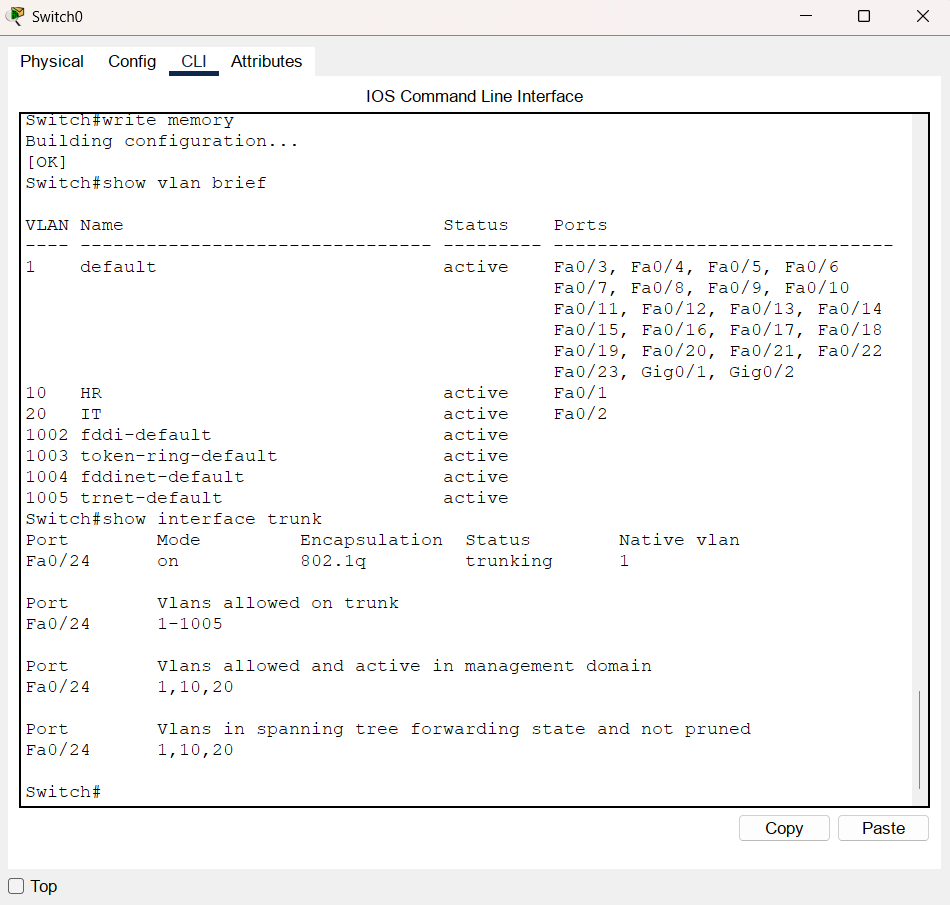 Switch0
Physical Config CLI Attributes
IOS Command Line Interface
Switch#write memory
Building configuration...
[OK]
Switch#show vlan brief
VLAN Name                             Status    Ports
---- -------------------------------- --------- -------------------------------
1    default                          active    Fa0/3, Fa0/4, Fa0/5, Fa0/6
                                                Fa0/7, Fa0/8, Fa0/9, Fa0/10
                                                Fa0/11, Fa0/12, Fa0/13, Fa0/14
                                                Fa0/15, Fa0/16, Fa0/17, Fa0/18
                                                Fa0/19, Fa0/20, Fa0/21, Fa0/22
                                                Fa0/23, Gig0/1, Gig0/2
10   HR                               active    Fa0/1
20   IT                               active    Fa0/2
1002 fddi-default                     active
1003 token-ring-default               active
1004 fddinet-default                  active
1005 trnet-default                    active
Switch#show interface trunk
Port        Mode         Encapsulation  Status        Native vlan
Fa0/24      on           802.1q         trunking      1
Port        Vlans allowed on trunk
Fa0/24      1-1005
Port        Vlans allowed and active in management domain
Fa0/24      1,10,20
Port        Vlans in spanning tree forwarding state and not pruned
Fa0/24      1,10,20
Switch#
Copy Paste
Top